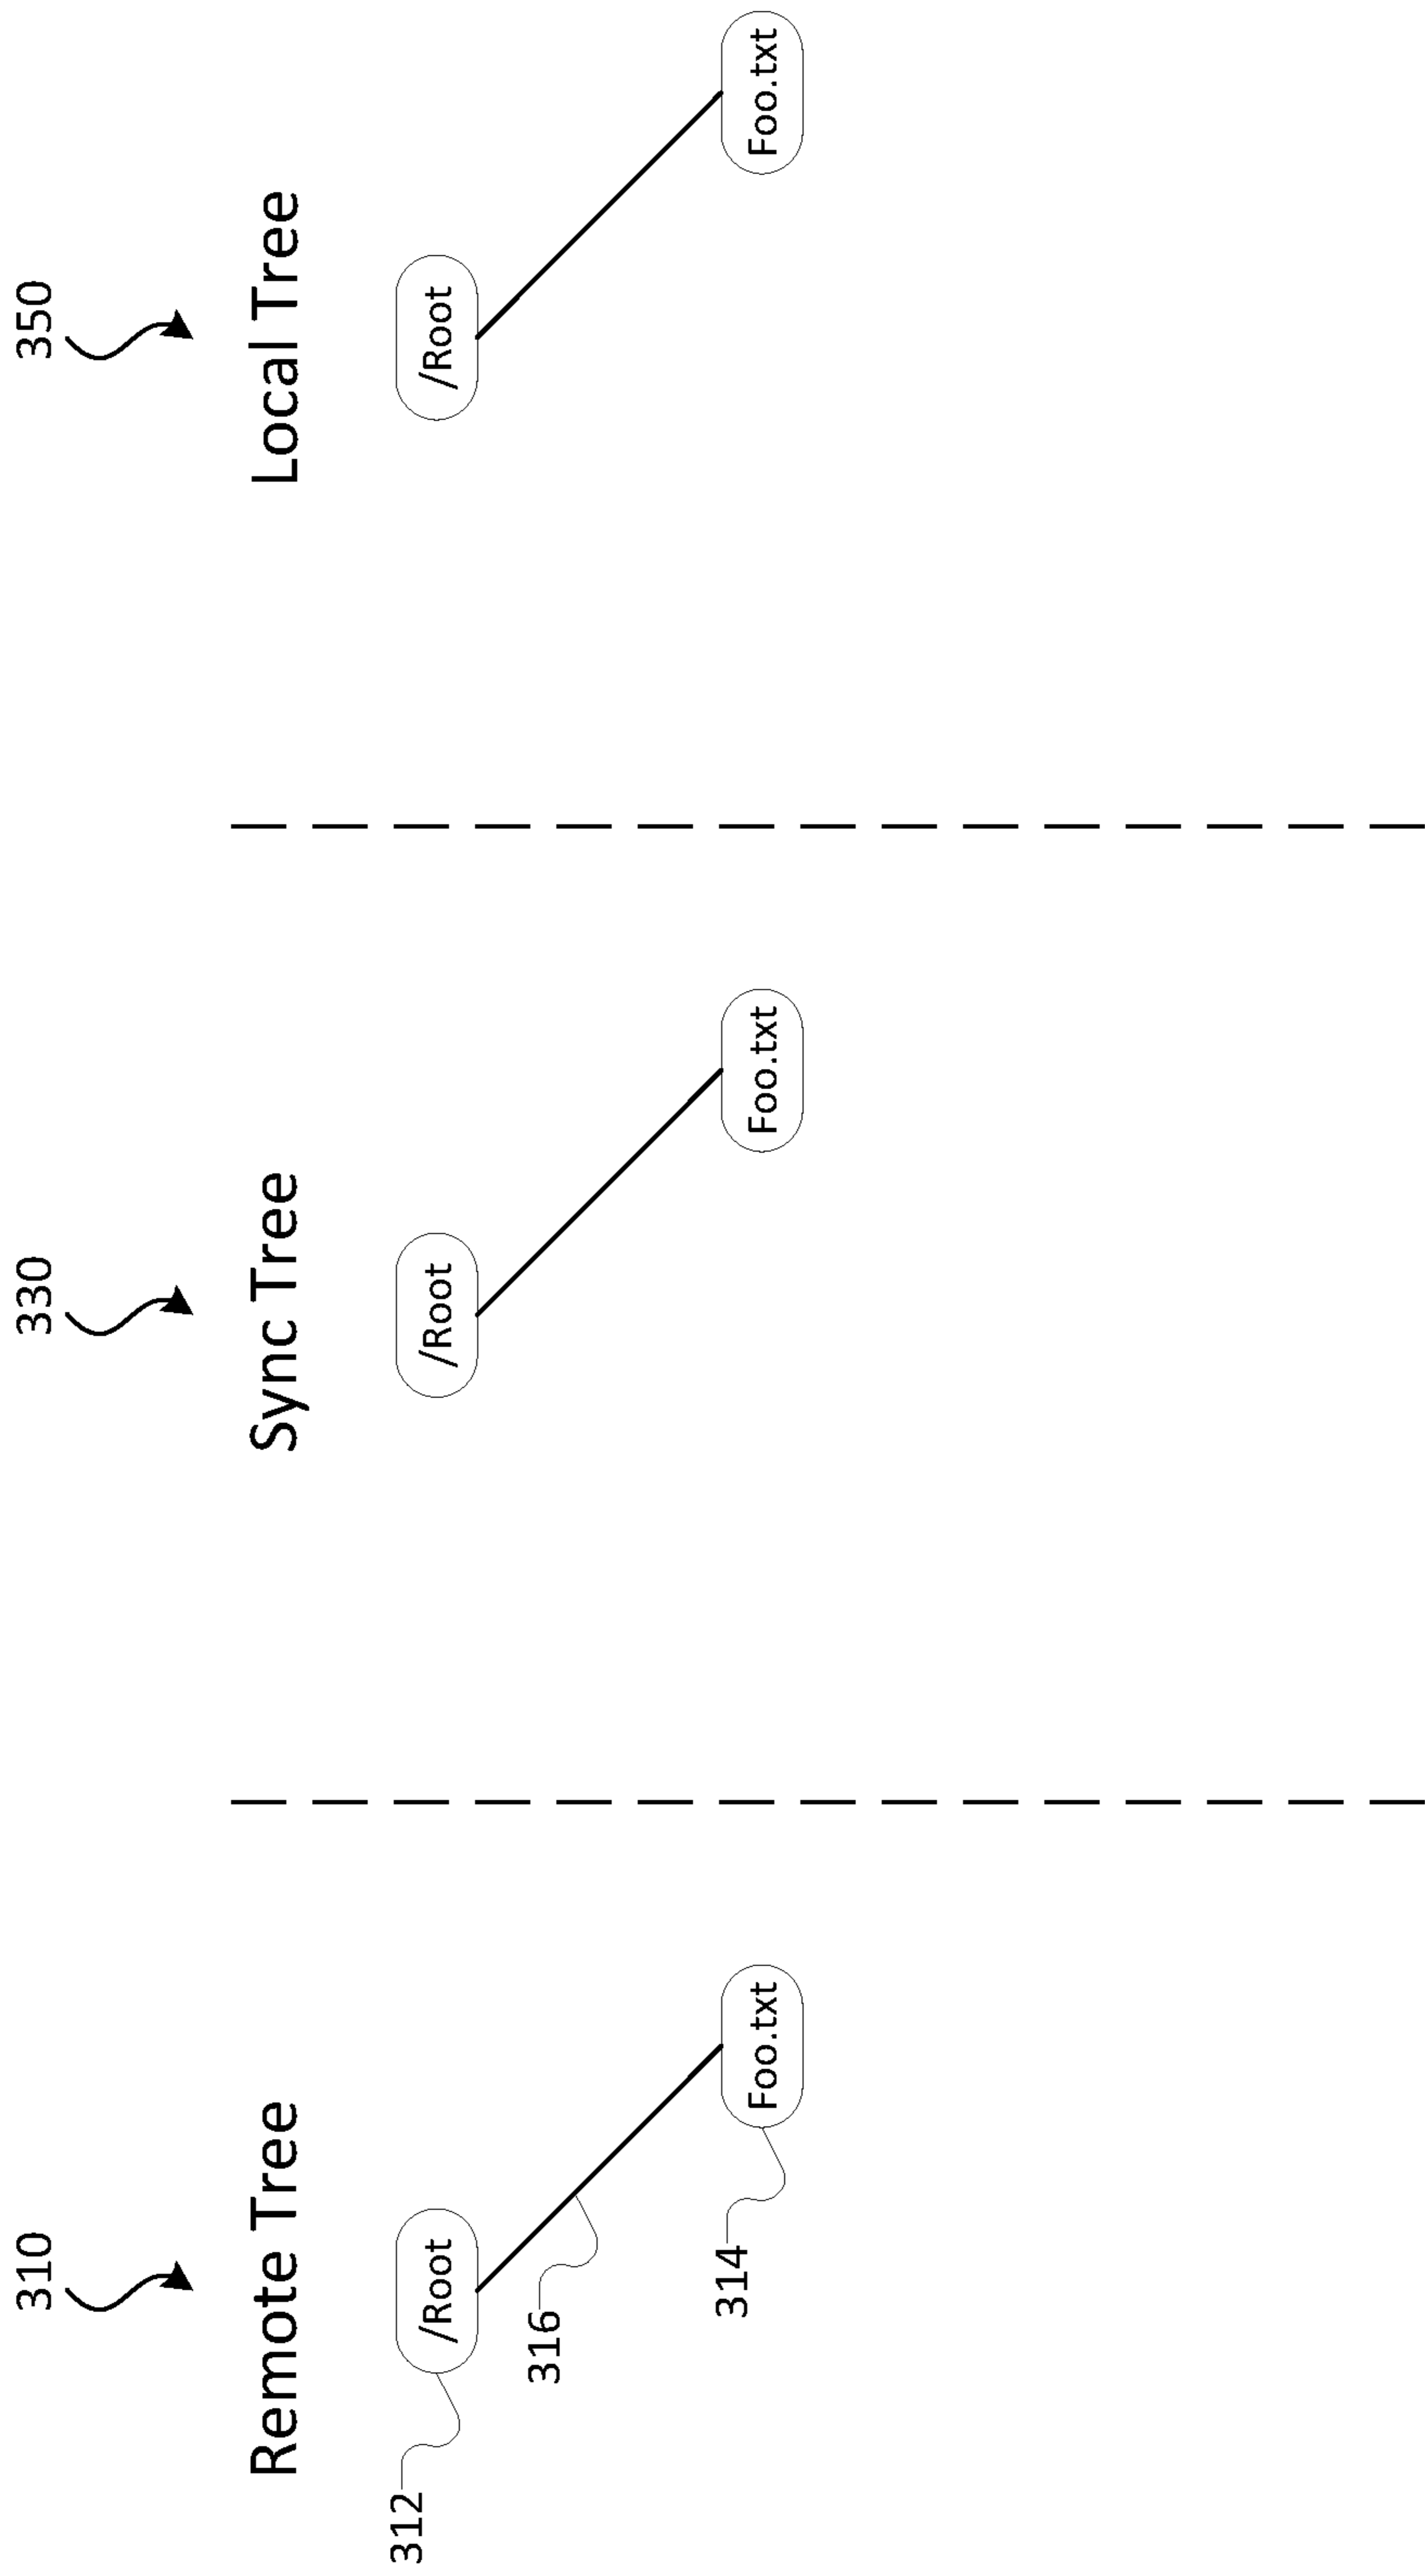 310
330
350
Remote Tree
Sync Tree
Local Tree
312
/Root
/Root
/Root
316
314
Foo.txt
Foo.txt
Foo.txt